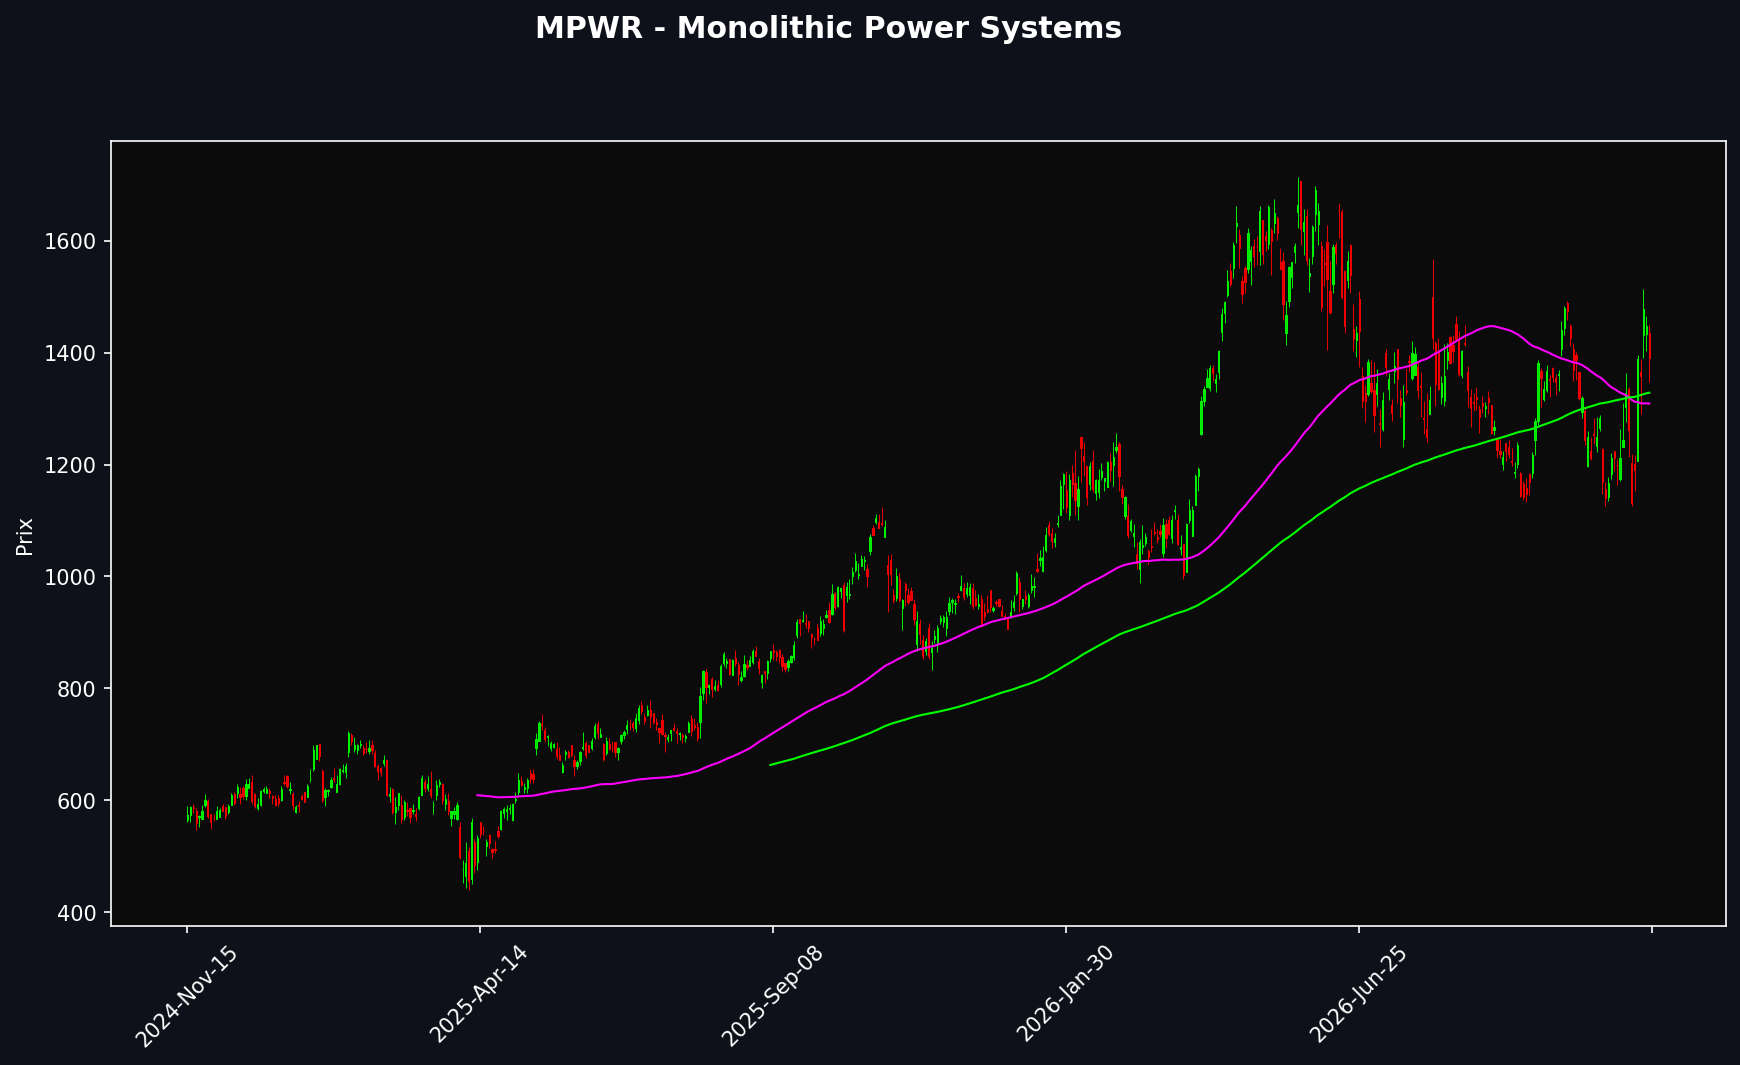 MPWR - Monolithic Power Systems
Prix
1600
1400
1200
1000
800
600
400
2024-Nov-15
2025-Apr-14
2025-Sep-08
2026-Jan-30
2026-Jun-25